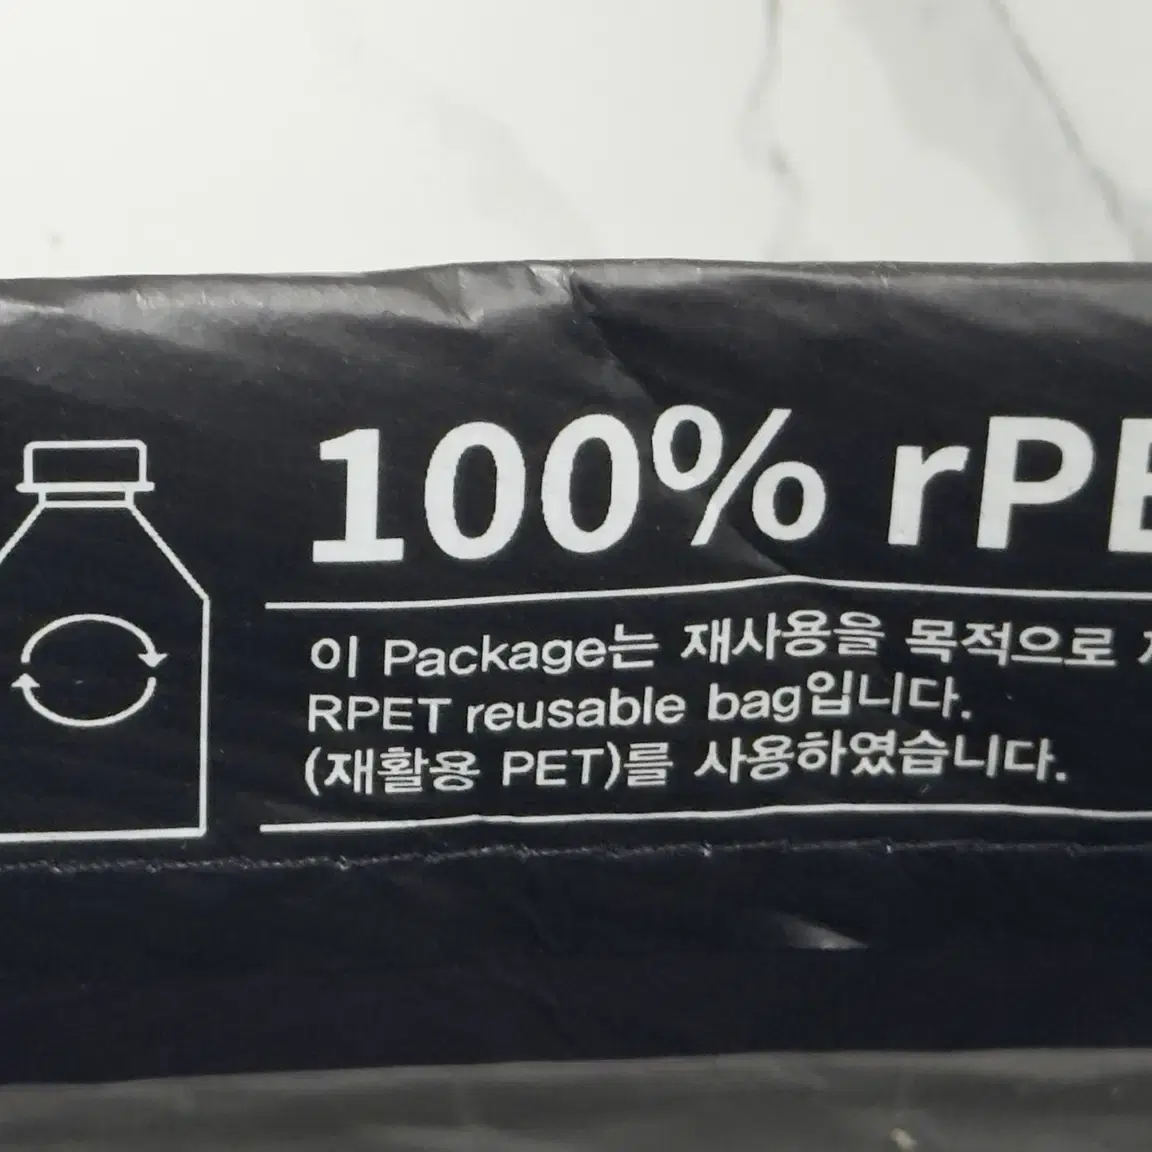 100% rPE
이 Package는 재사용을 목적으로
RPET reusable bag입니다.
(재활용 PET)를 사용하였습니다.